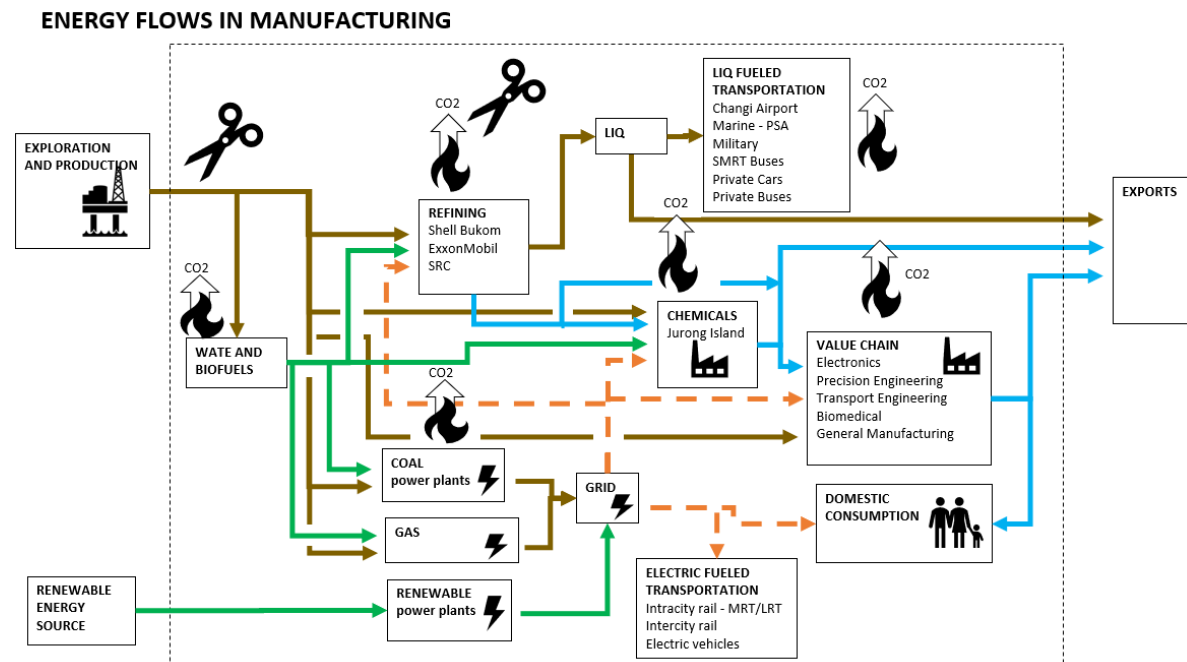 ENERGY FLOWS IN MANUFACTURING
CO2
CO2
LIQ FUELED
TRANSPORTATION
Changi Airport
Marine - PSA
Military
SMRT Buses
Private Cars
Private Buses
CO2
LIQ
EXPLORATION
AND PRODUCTION
EXPORTS
REFINING
Shell Bukom
ExxonMobil
SRC
CO2
CO2
CO2
WATE AND
BIOFUELS
CHEMICALS
Jurong Island
VALUE CHAIN
Electronics
Precision Engineering
Transport Engineering
Biomedical
General Manufacturing
CO2
COAL
power plants
GRID
DOMESTIC
CONSUMPTION
GAS
RENEWABLE
ENERGY
SOURCE
RENEWABLE
power plants
ELECTRIC FUELED
TRANSPORTATION
Intracity rail - MRT/LRT
Intercity rail
Electric vehicles